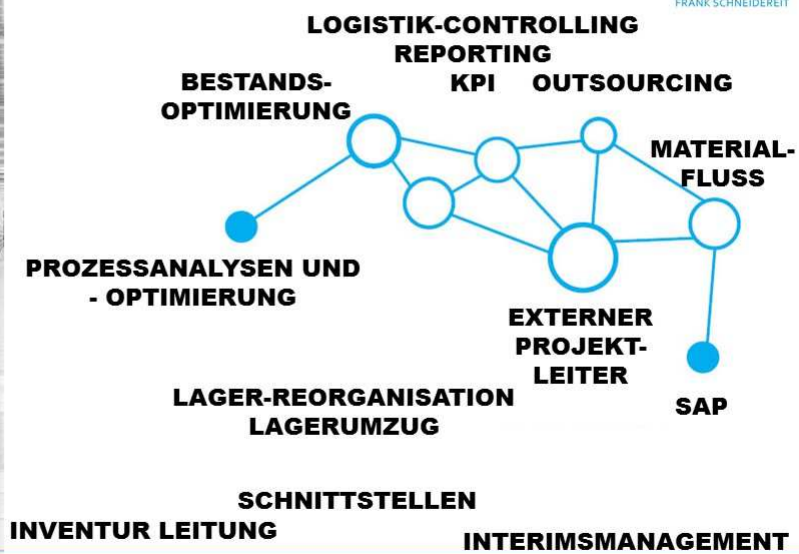 FRANK SCHNEIDEREIT
LOGISTIK-CONTROLLING
REPORTING
BESTANDS-
OPTIMIERUNG
KPI
OUTSOURCING
MATERIAL-
FLUSS
PROZESSANALYSEN UND
- OPTIMIERUNG
EXTERNER
PROJEKT-
LEITER
LAGER-REORGANISATION
LAGERUMZUG
SAP
SCHNITTSTELLEN
INVENTUR LEITUNG
INTERIMSMANAGEMENT